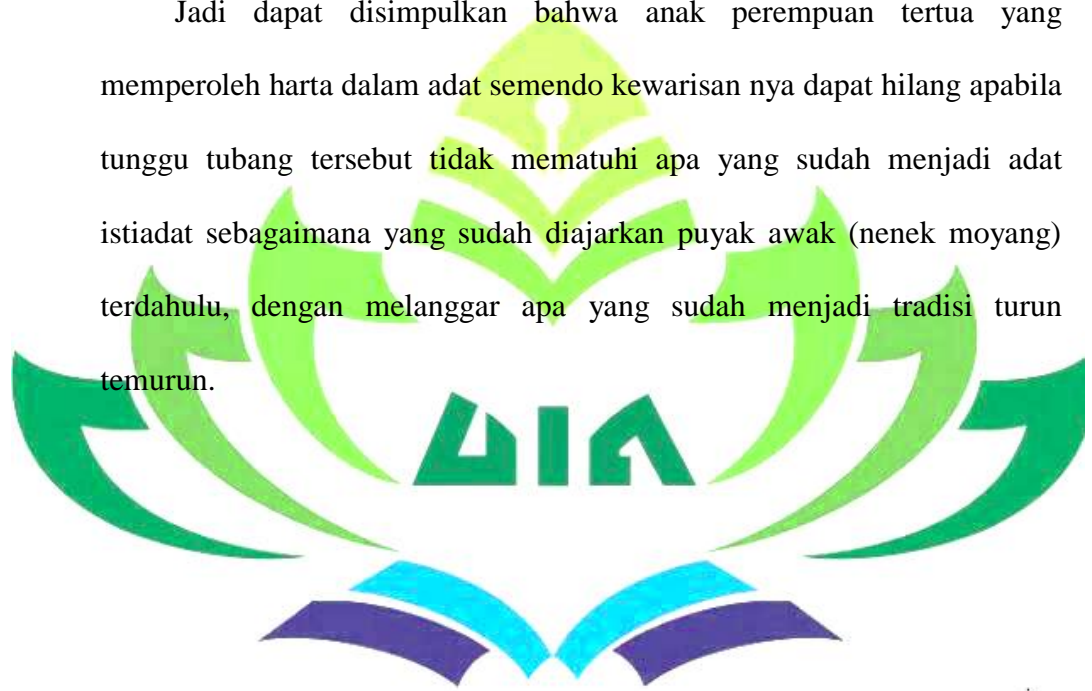 Jadi dapat disimpulkan bahwa anak perempuan tertua yang
memperoleh harta dalam adat semendo kewarisan nya dapat hilang apabila
tunggu tubang tersebut tidak mematuhi apa yang sudah menjadi adat
istiadat sebagaimana yang sudah diajarkan puyak awak (nenek moyang)
terdahulu, dengan melanggar apa yang sudah menjadi tradisi turun
temurun.
UIN